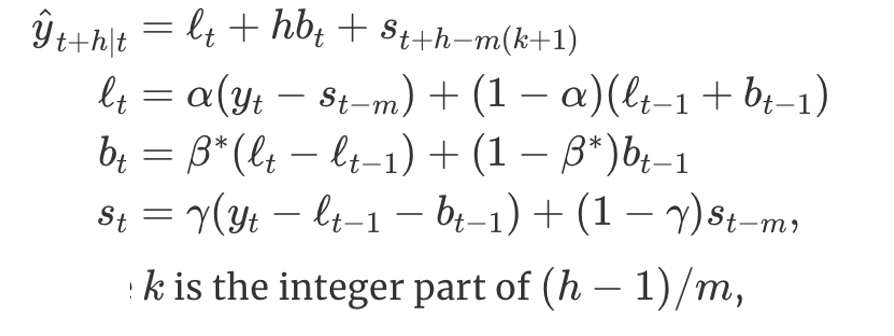 ŷ_{t+h|t} = ℓ_t + hb_t + s_{t+h−m(k+1)}
ℓ_t = α(y_t − s_{t−m}) + (1 − α)(ℓ_{t−1} + b_{t−1})
b_t = β*(ℓ_t − ℓ_{t−1}) + (1 − β*)b_{t−1}
s_t = γ(y_t − ℓ_{t−1} − b_{t−1}) + (1 − γ)s_{t−m},
k is the integer part of (h − 1)/m,